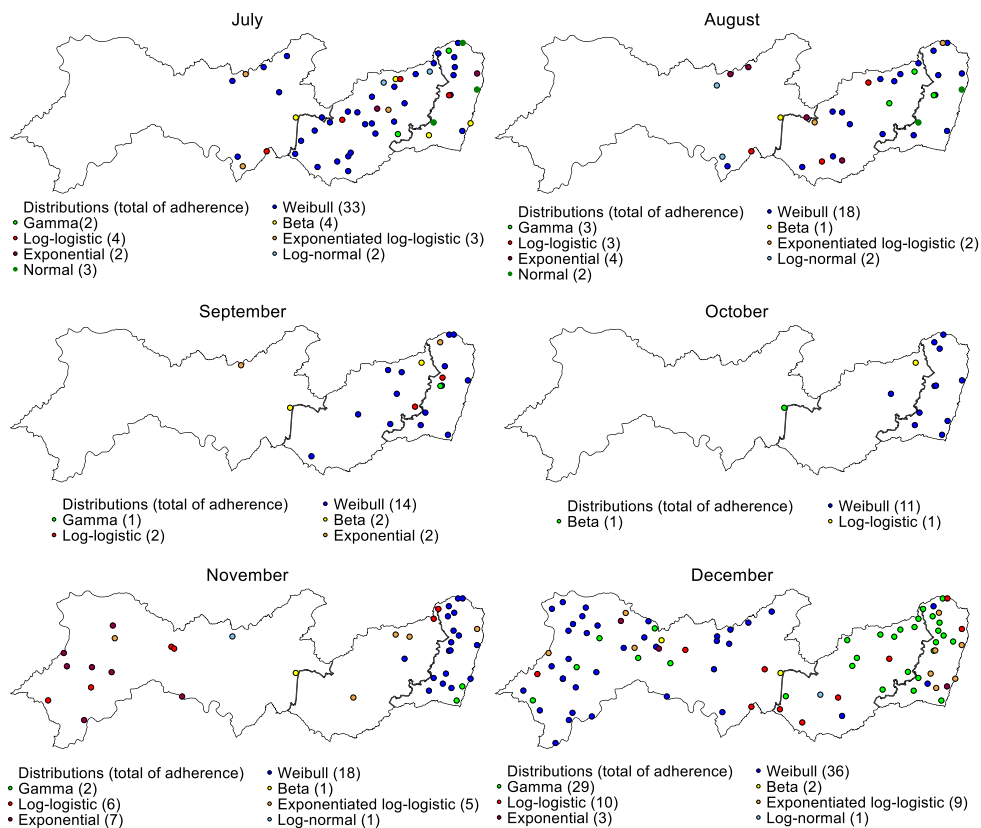 July
August
Distributions (total of adherence)
Gamma(2)
Log-logistic (4)
Exponential (2)
Normal (3)
Weibull (33)
Beta (4)
Exponentiated log-logistic (3)
Log-normal (2)
Distributions (total of adherence)
Gamma (3)
Log-logistic (3)
Exponential (4)
Normal (2)
Weibull (18)
Beta (1)
Exponentiated log-logistic (2)
Log-normal (2)
September
October
Distributions (total of adherence)
Gamma (1)
Log-logistic (2)
Weibull (14)
Beta (2)
Exponential (2)
Distributions (total of adherence)
Beta (1)
Weibull (11)
Log-logistic (1)
November
December
Distributions (total of adherence)
Gamma (2)
Log-logistic (6)
Exponential (7)
Weibull (18)
Beta (1)
Exponentiated log-logistic (5)
Log-normal (1)
Distributions (total of adherence)
Gamma (29)
Log-logistic (10)
Exponential (3)
Weibull (36)
Beta (2)
Exponentiated log-logistic (9)
Log-normal (1)